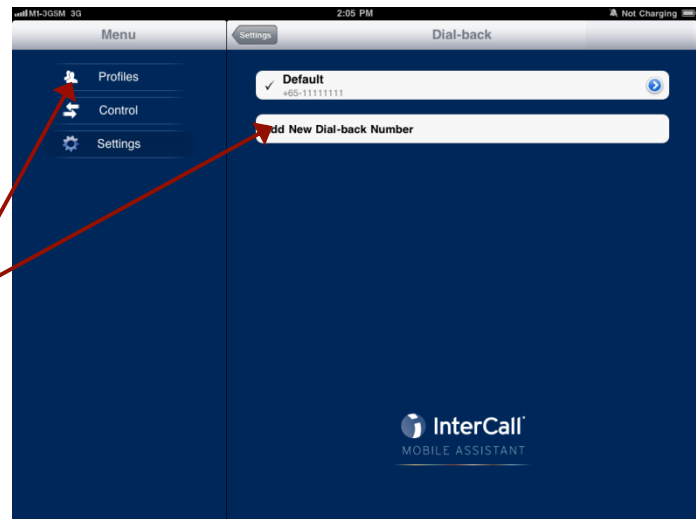 M1-3GSM 3G 2:05 PM Not Charging
Menu Settings Dial-back
Profiles
Control
Settings
Default
+65-11111111
Add New Dial-back Number
InterCall
MOBILE ASSISTANT